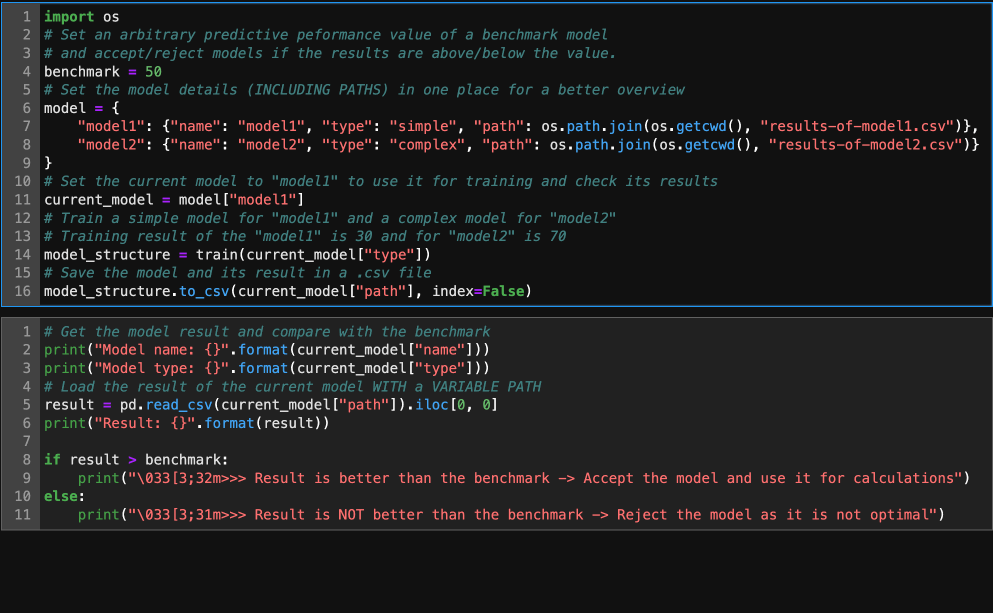 1 import os
2 # Set an arbitrary predictive peformance value of a benchmark model
3 # and accept/reject models if the results are above/below the value.
4 benchmark = 50
5 # Set the model details (INCLUDING PATHS) in one place for a better overview
6 model = {
7     "model1": {"name": "model1", "type": "simple", "path": os.path.join(os.getcwd(), "results-of-model1.csv")},
8     "model2": {"name": "model2", "type": "complex", "path": os.path.join(os.getcwd(), "results-of-model2.csv")}
9 }
10 # Set the current model to "model1" to use it for training and check its results
11 current_model = model["model1"]
12 # Train a simple model for "model1" and a complex model for "model2"
13 # Training result of the "model1" is 30 and for "model2" is 70
14 model_structure = train(current_model["type"])
15 # Save the model and its result in a .csv file
16 model_structure.to_csv(current_model["path"], index=False)
1 # Get the model result and compare with the benchmark
2 print("Model name: {}".format(current_model["name"]))
3 print("Model type: {}".format(current_model["type"]))
4 # Load the result of the current model WITH a VARIABLE PATH
5 result = pd.read_csv(current_model["path"]).iloc[0, 0]
6 print("Result: {}".format(result))
7
8 if result > benchmark:
9     print("\033[3;32m>>> Result is better than the benchmark -> Accept the model and use it for calculations")
10 else:
11     print("\033[3;31m>>> Result is NOT better than the benchmark -> Reject the model as it is not optimal")